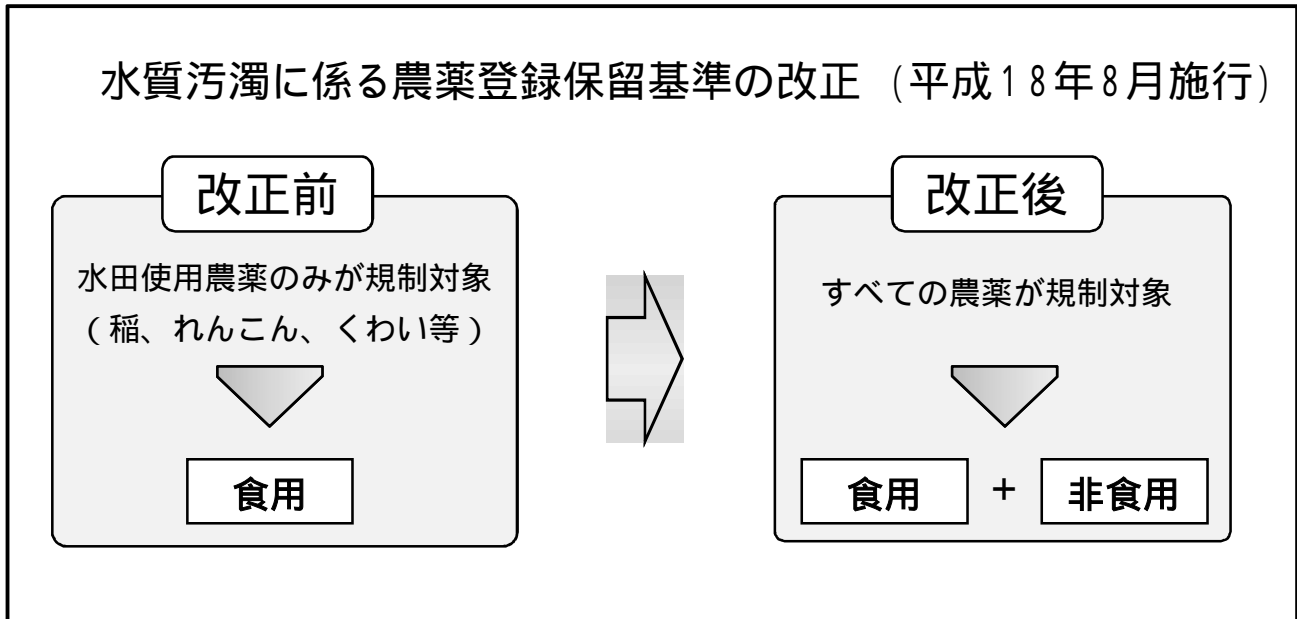 水質汚濁に係る農薬登録保留基準の改正 (平成18年8月施行)
改正前
水田使用農薬のみが規制対象
(稲、れんこん、くわい等)
食用
改正後
すべての農薬が規制対象
食用 + 非食用